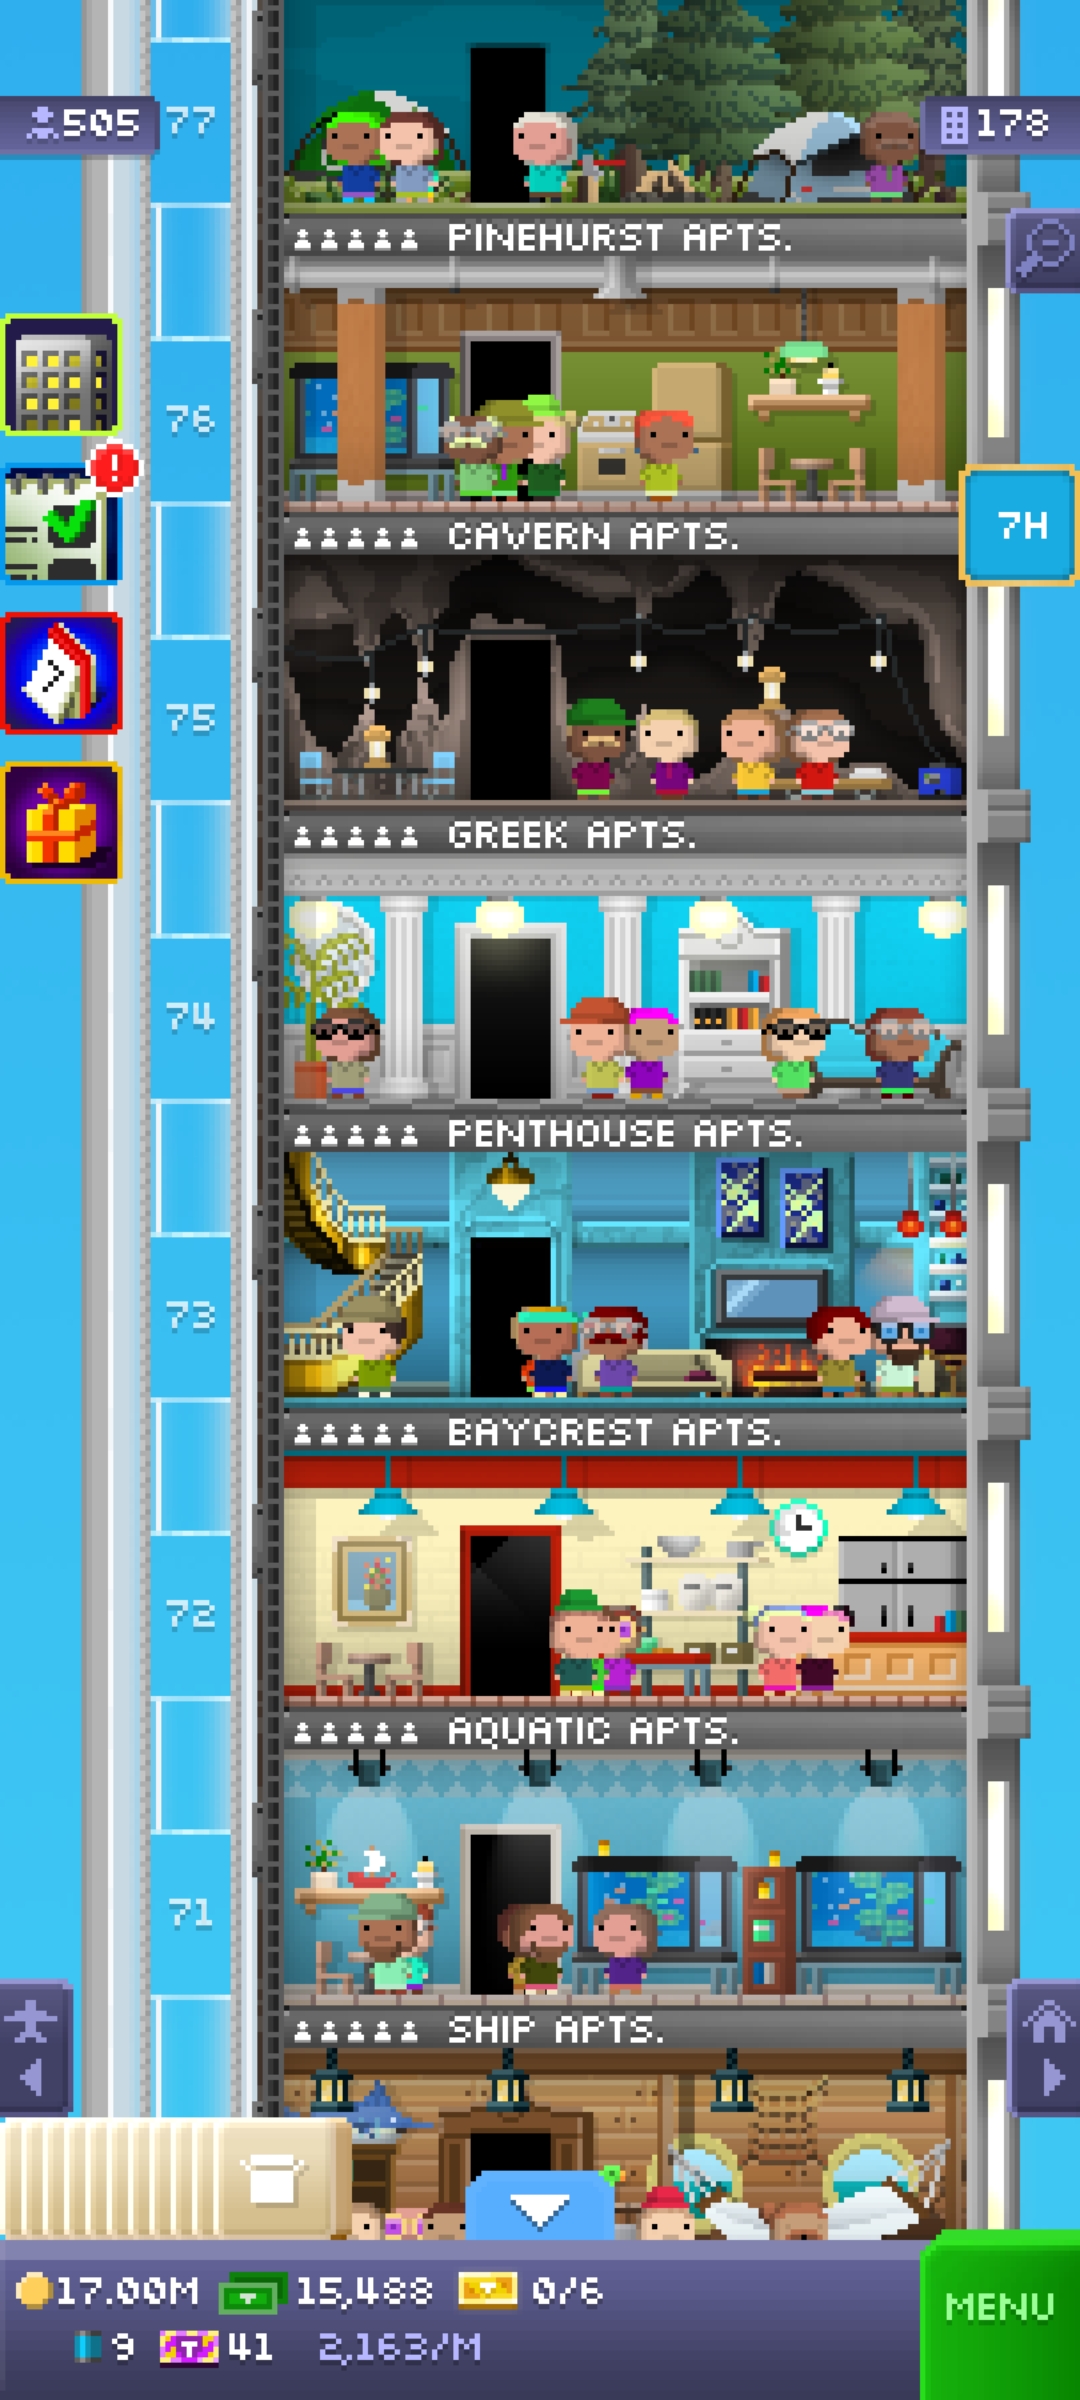 505
77
178
PINEHURST APTS.
76
7H
CAVERN APTS.
75
GREEK APTS.
74
PENTHOUSE APTS.
73
BAYCREST APTS.
72
AQUATIC APTS.
71
SHIP APTS.
17.00M 15,488 0/6
9 41 2,163/M
MENU